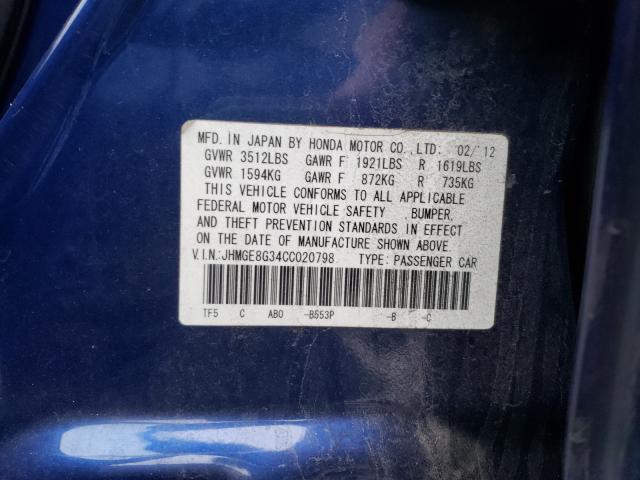 MFD. IN JAPAN BY HONDA MOTOR CO., LTD: 02/12
GVWR 3512LBS GAWR F 1921LBS R 1619LBS
GVWR 1594KG GAWR F 872KG R 735KG
THIS VEHICLE CONFORMS TO ALL APPLICABLE
FEDERAL MOTOR VEHICLE SAFETY BUMPER,
AND THEFT PREVENTION STANDARDS IN EFFECT
ON THE DATE OF MANUFACTURE SHOWN ABOVE.
V.I.N:JHMGE8G34CC020798 TYPE: PASSENGER CAR
TF5 C AB0 -B553P -B -C